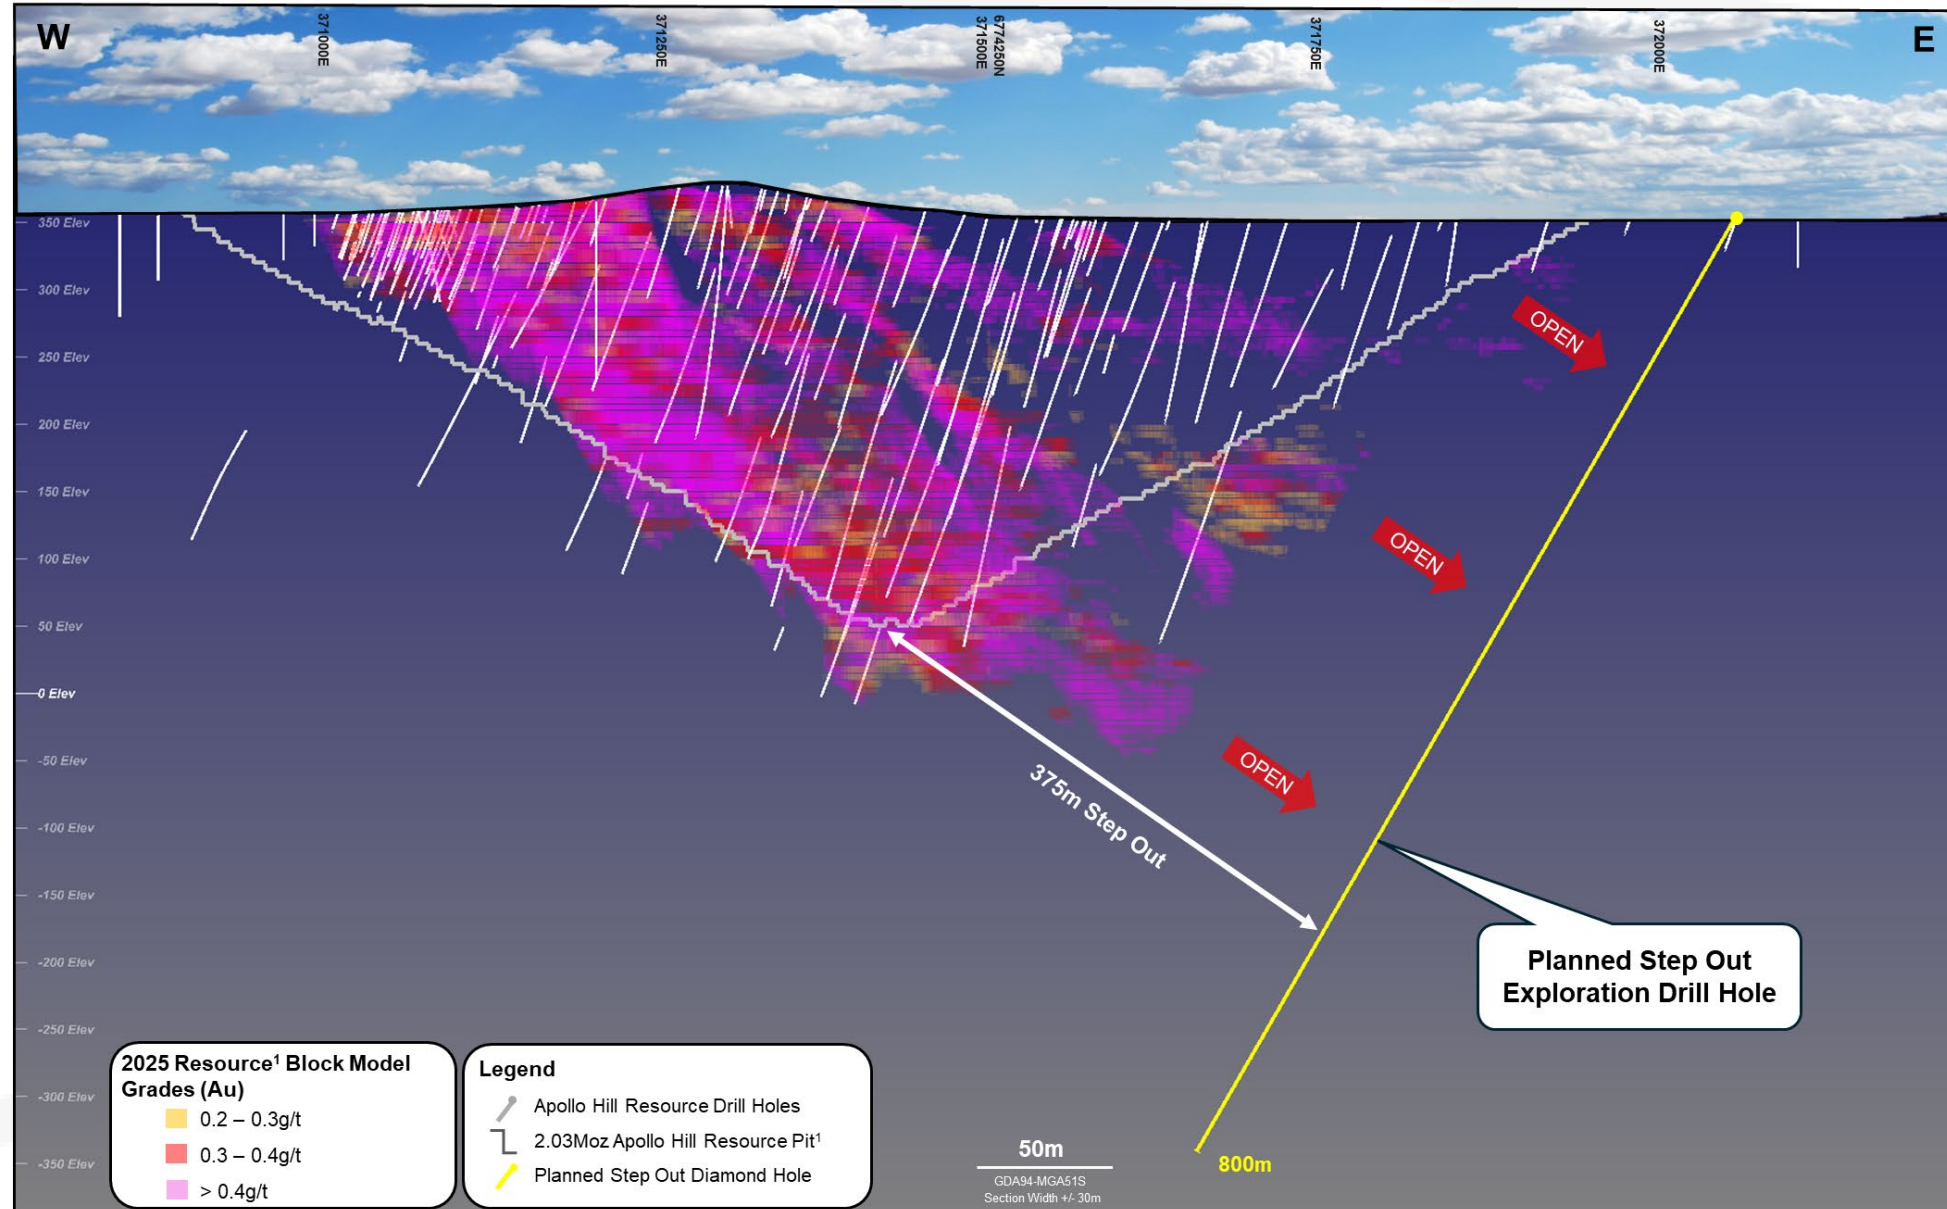 W
371000E
371250E
371500E
6774250N
371750E
372000E
E
350 Elev
300 Elev
250 Elev
200 Elev
150 Elev
100 Elev
50 Elev
0 Elev
-50 Elev
-100 Elev
-150 Elev
-200 Elev
-250 Elev
-300 Elev
-350 Elev
OPEN
OPEN
OPEN
375m Step Out
Planned Step Out
Exploration Drill Hole
2025 Resource¹ Block Model
Grades (Au)
0.2 – 0.3g/t
0.3 – 0.4g/t
> 0.4g/t
Legend
Apollo Hill Resource Drill Holes
2.03Moz Apollo Hill Resource Pit¹
Planned Step Out Diamond Hole
50m
GDA94-MGA51S
Section Width +/- 30m
800m